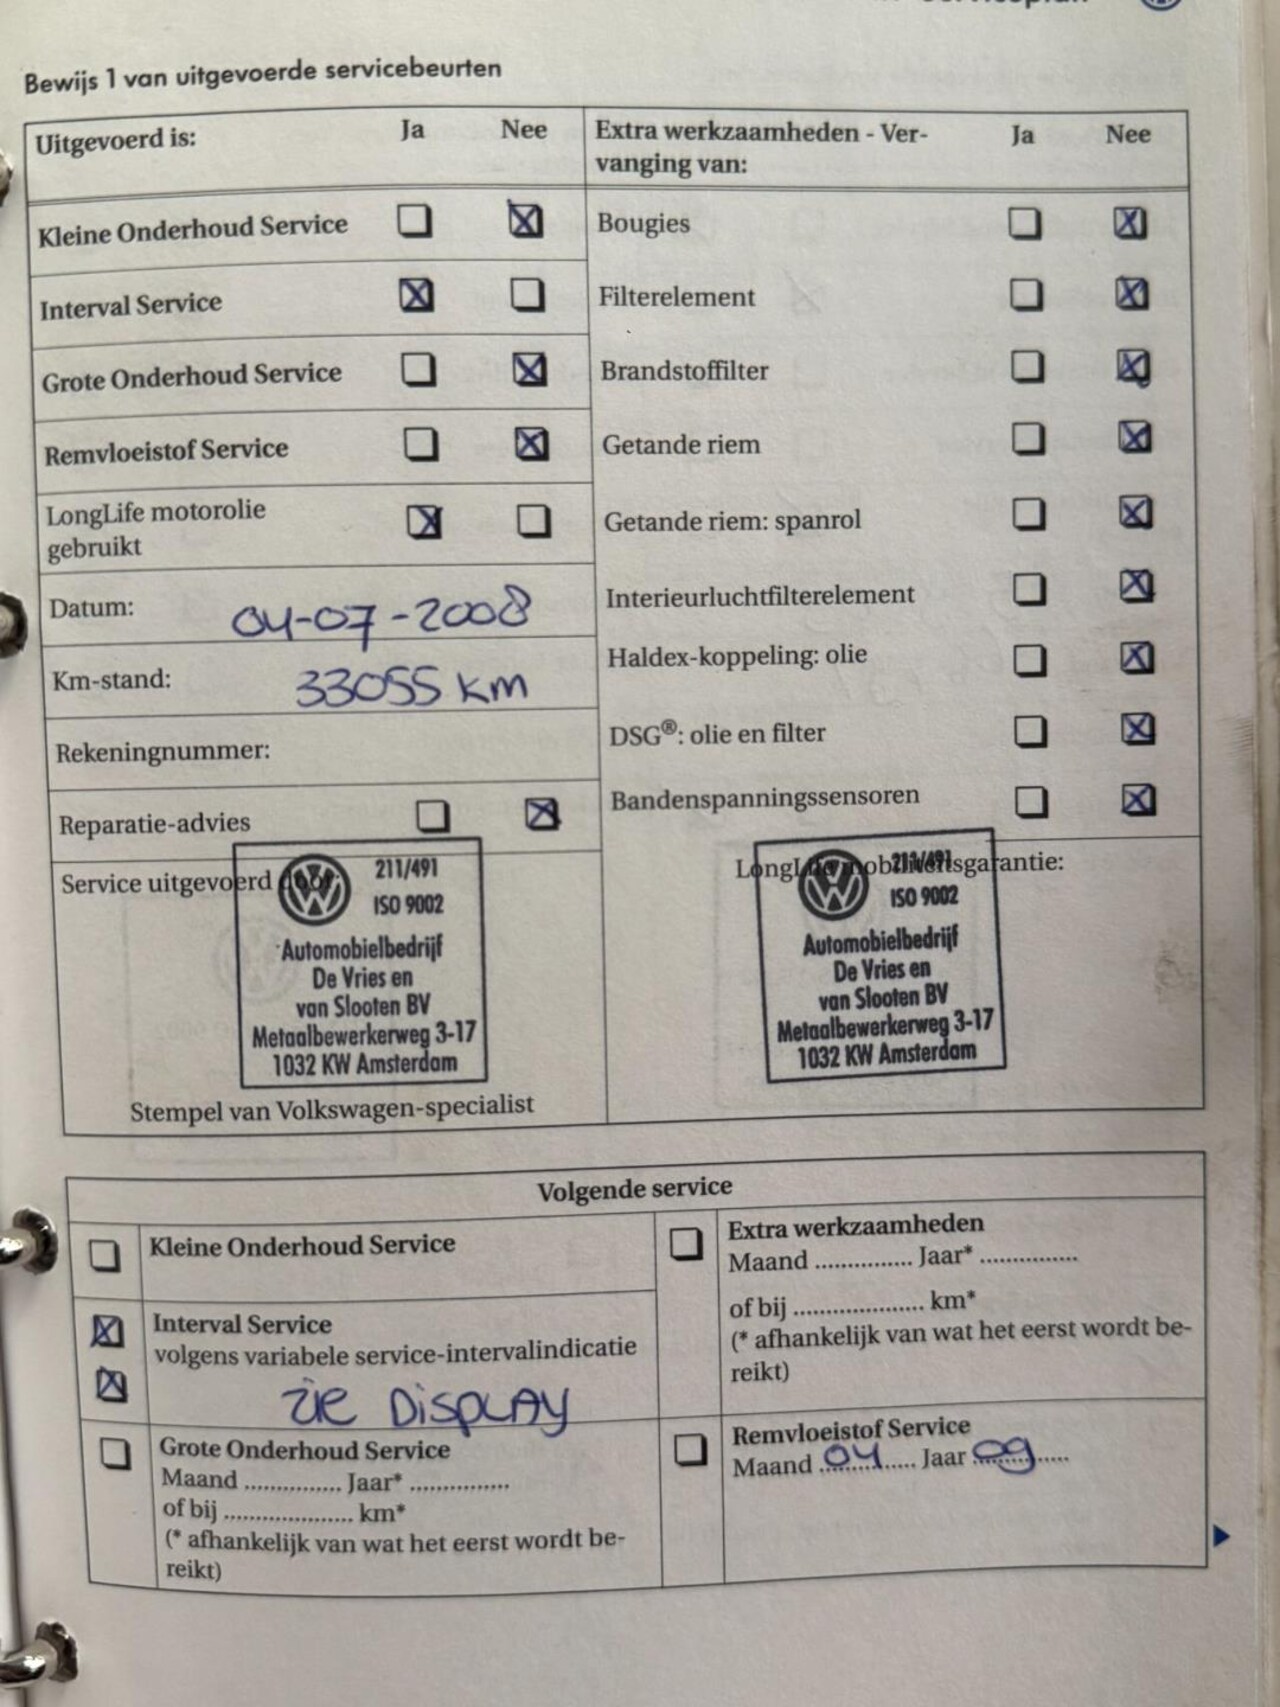 Bewijs 1 van uitgevoerde servicebeurten
Uitgevoerd is: Ja Nee
Kleine Onderhoud Service
Interval Service
Grote Onderhoud Service
Remvloeistof Service
LongLife motorolie
gebruikt
Datum: 04-07-2008
Km-stand: 33055 km
Rekeningnummer:
Reparatie-advies
Service uitgevoerd door:
211/491
ISO 9002
Automobielbedrijf
De Vries en
van Slooten BV
Metaalbewerkerweg 3-17
1032 KW Amsterdam
Stempel van Volkswagen-specialist
Extra werkzaamheden - Ver-
vanging van: Ja Nee
Bougies
Filterelement
Brandstoffilter
Getande riem
Getande riem: spanrol
Interieurluchtfilterelement
Haldex-koppeling: olie
DSG®: olie en filter
Bandenspanningssensoren
LongLife mobiliteitsgarantie:
211/491
ISO 9002
Automobielbedrijf
De Vries en
van Slooten BV
Metaalbewerkerweg 3-17
1032 KW Amsterdam
Volgende service
Kleine Onderhoud Service
Interval Service
volgens variabele service-intervalindicatie
ZIE DISPLAY
Grote Onderhoud Service
Maand ............... Jaar* ................
of bij .................... km*
(* afhankelijk van wat het eerst wordt be-
reikt)
Extra werkzaamheden
Maand ............... Jaar* ...............
of bij .................... km*
(* afhankelijk van wat het eerst wordt be-
reikt)
Remvloeistof Service
Maand 04 Jaar 09